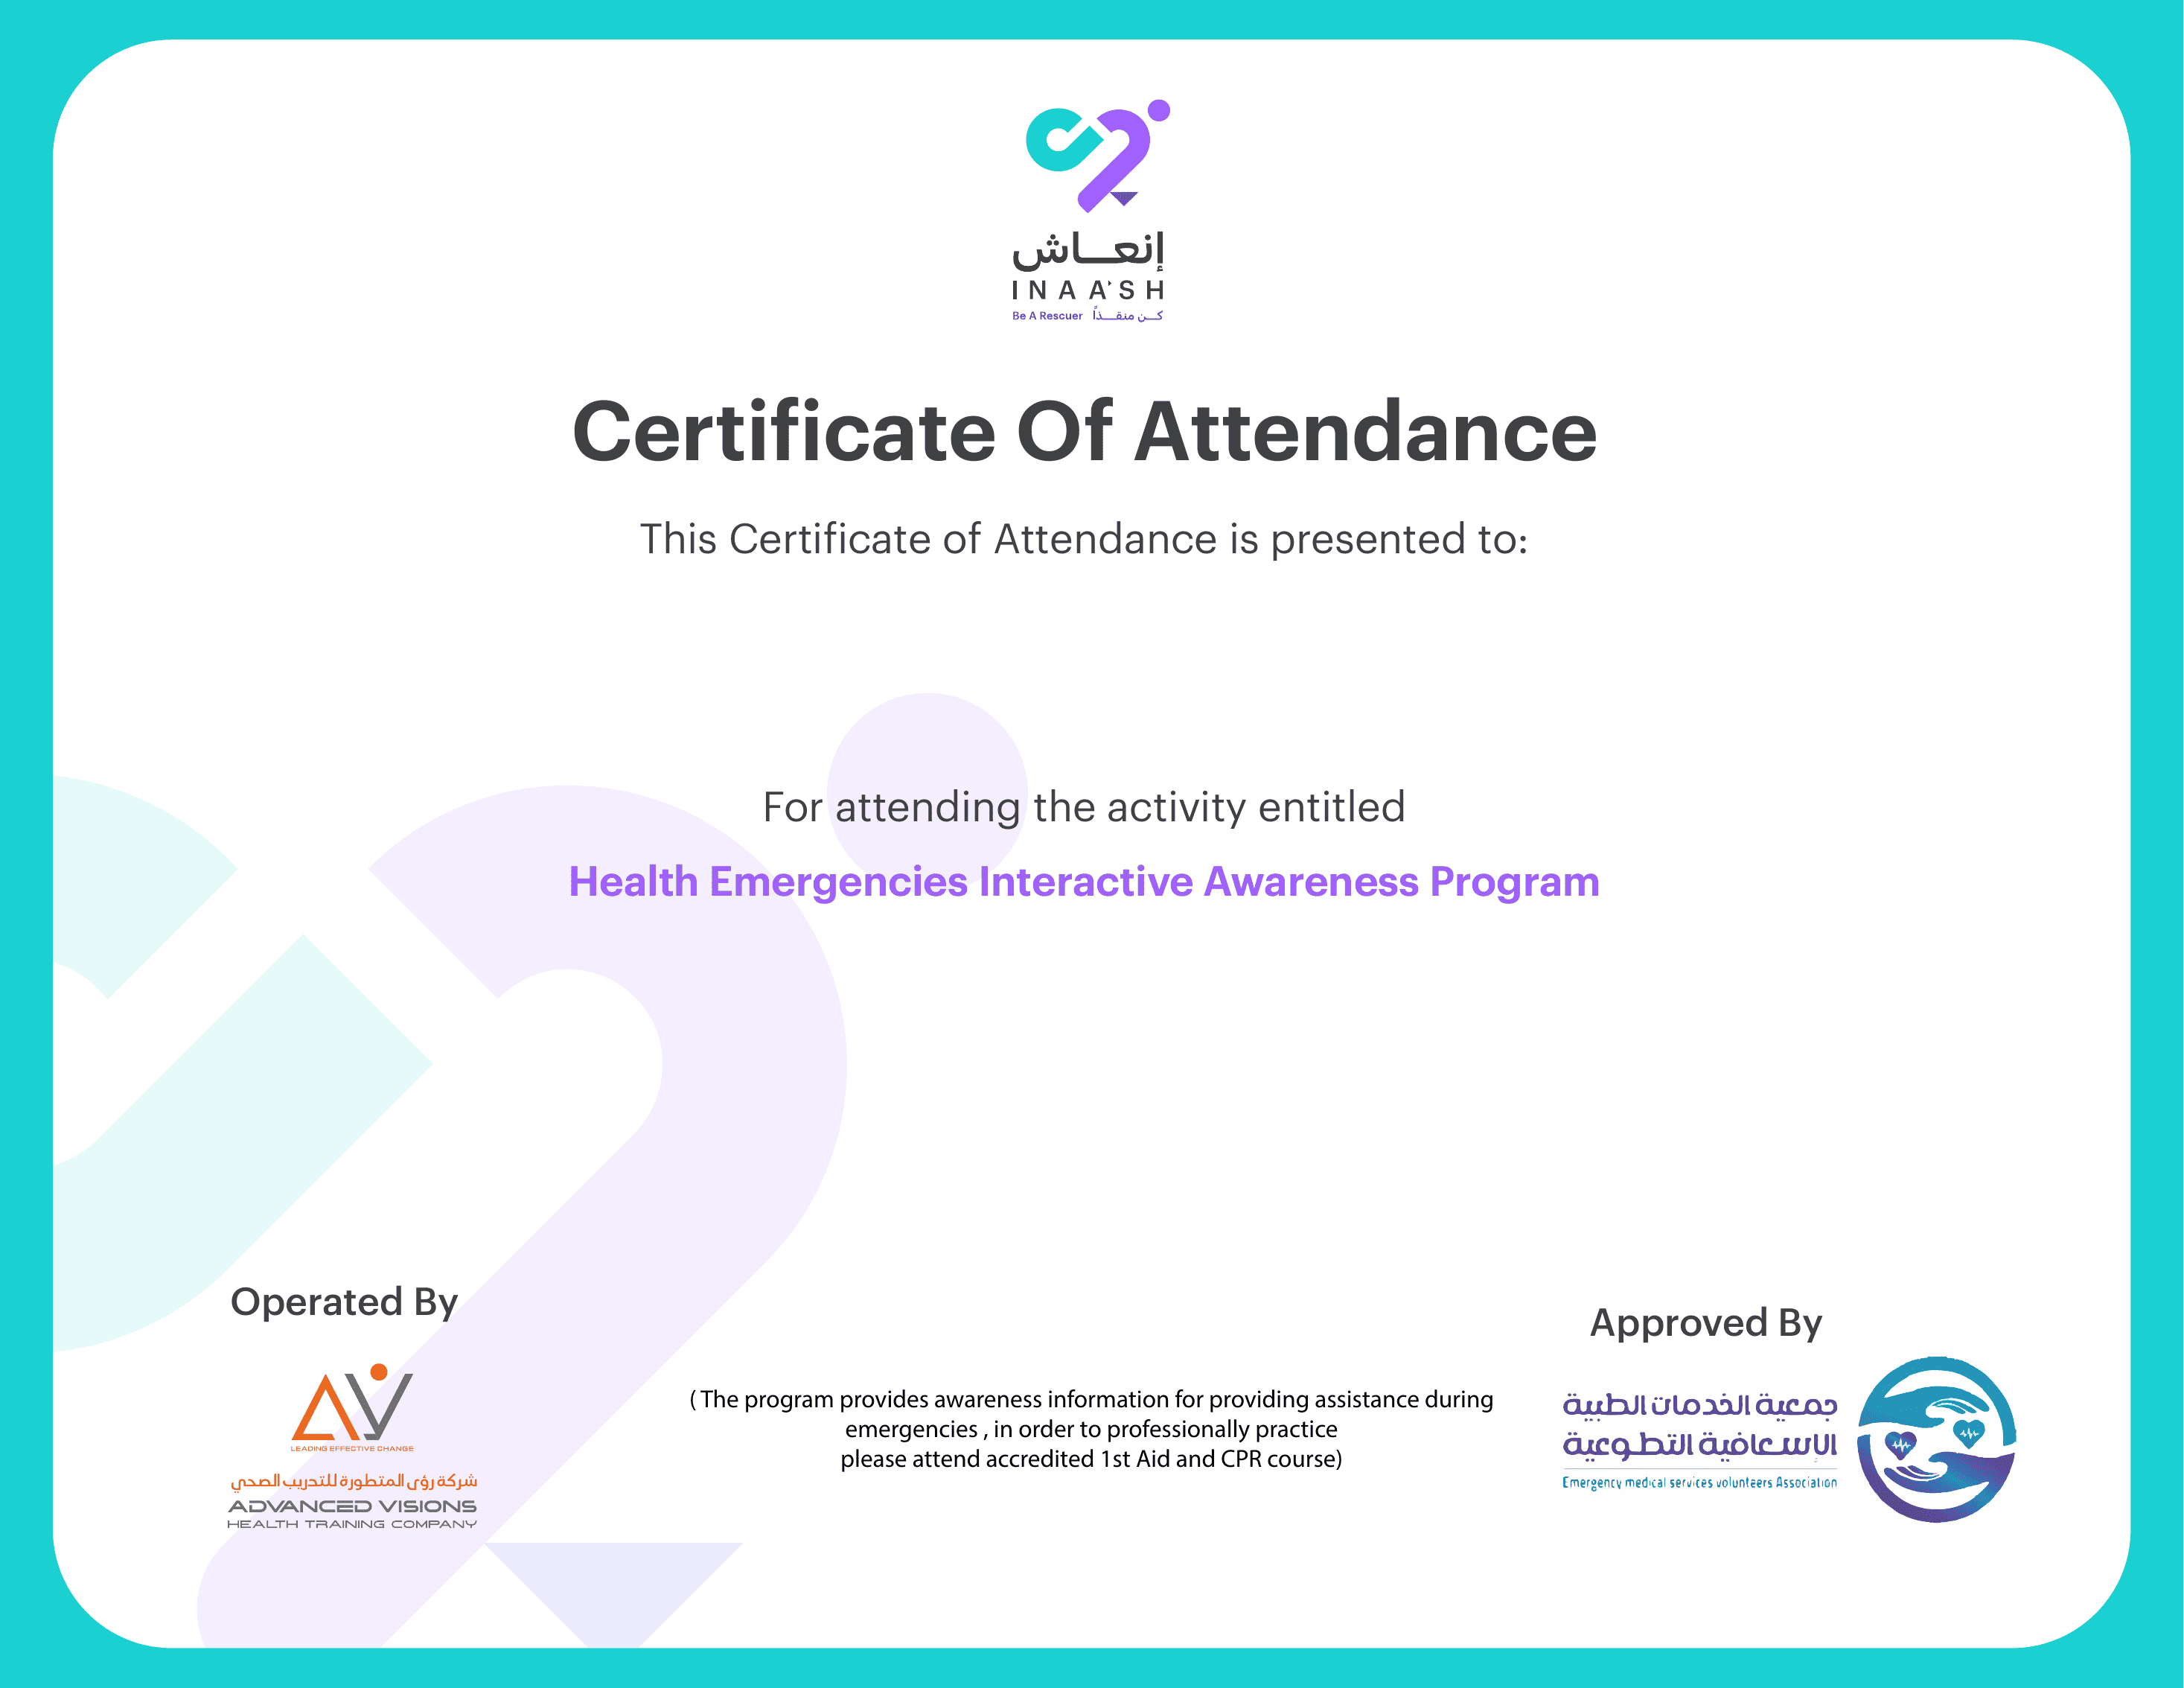 إنعـــاش
INAA'SH
Be A Rescuer كـــن منقـــذاً
Certificate Of Attendance
This Certificate of Attendance is presented to:
For attending the activity entitled
Health Emergencies Interactive Awareness Program
Operated By
LEADING EFFECTIVE CHANGE
شركة رؤى المتطورة للتدريب الصحي
ADVANCED VISIONS
HEALTH TRAINING COMPANY
( The program provides awareness information for providing assistance during
emergencies , in order to professionally practice
please attend accredited 1st Aid and CPR course)
Approved By
جمعية الخدمات الطبية
الإسعافية التطوعية
Emergency medical services volunteers Association